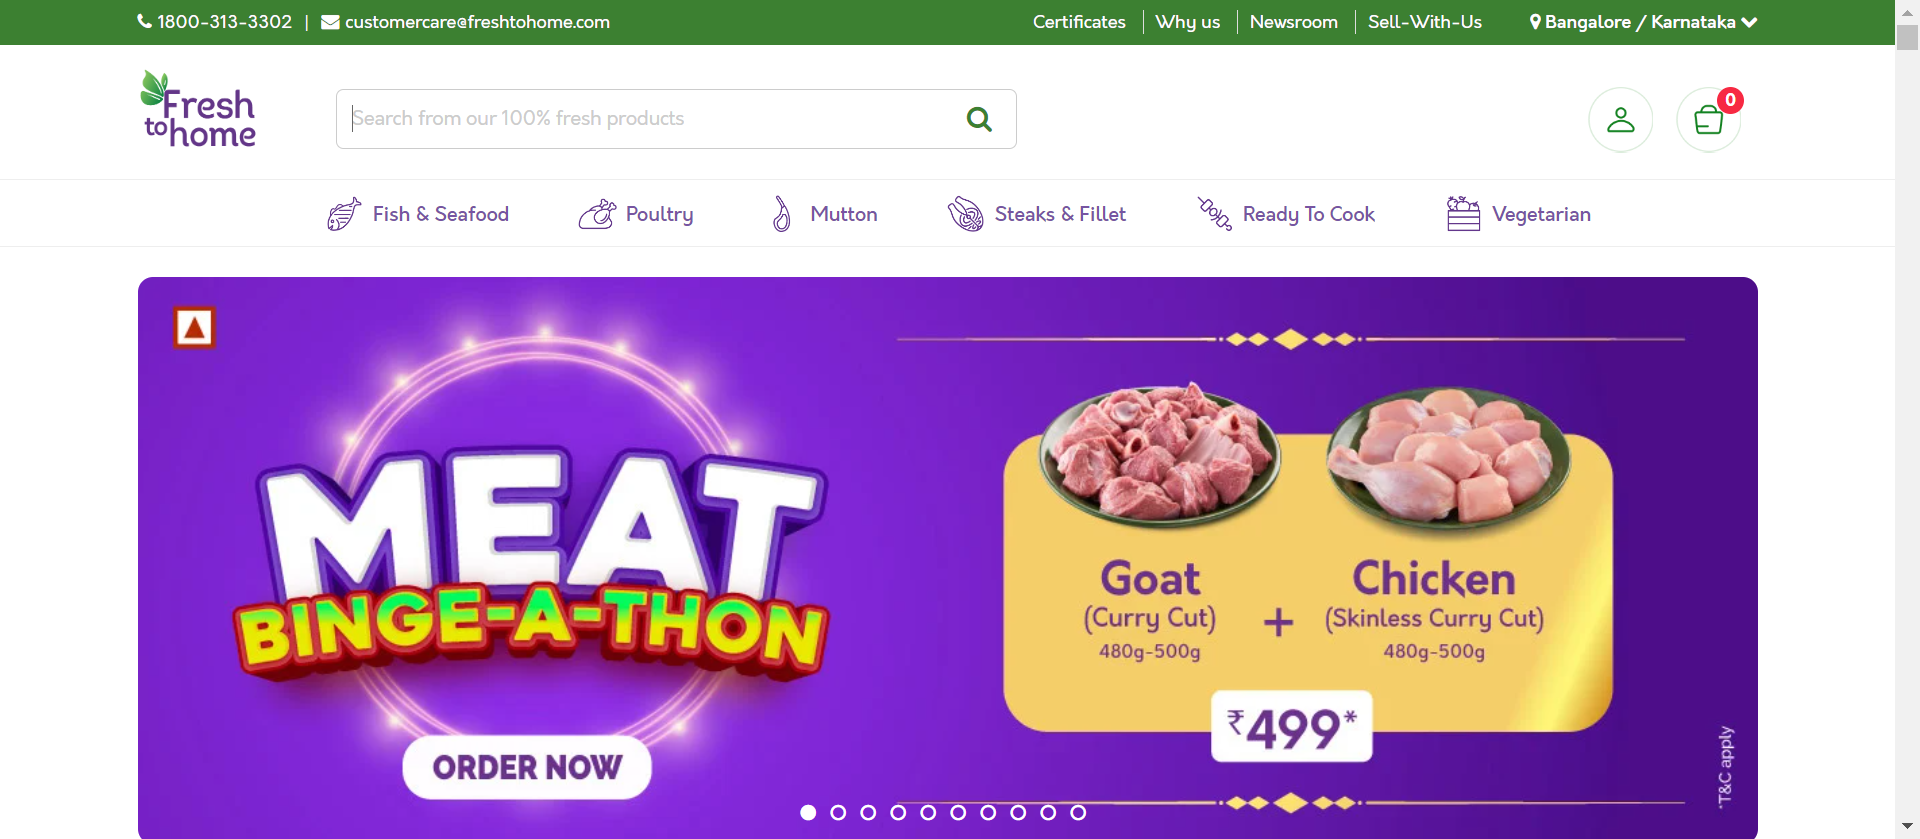 1800-313-3302 | customercare@freshtohome.com
Certificates
Why us
Newsroom
Sell-With-Us
Bangalore / Karnataka
Fresh
to home
Search from our 100% fresh products
0
Fish & Seafood
Poultry
Mutton
Steaks & Fillet
Ready To Cook
Vegetarian
MEAT
BINGE-A-THON
ORDER NOW
Goat
(Curry Cut)
480g-500g
+
Chicken
(Skinless Curry Cut)
480g-500g
₹499*
*T&C apply